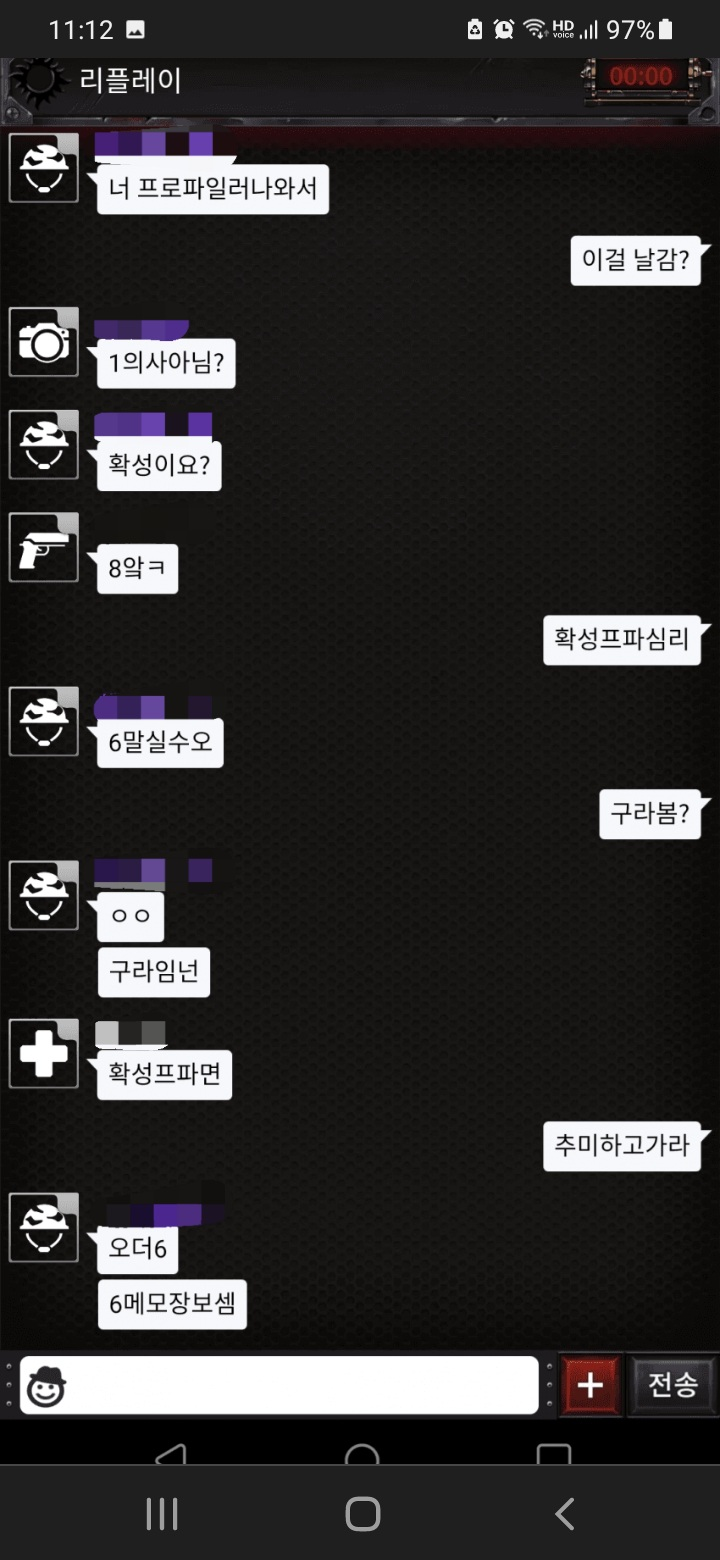 11:12
HD voice 97%
리플레이
00:00
너 프로파일러나와서
이걸 날감?
1의사아님?
확성이요?
8앜ㅋ
확성프파심리
6말실수오
구라봄?
ㅇㅇ
구라임넌
확성프파면
추미하고가라
오더6
6메모장보셈
전송